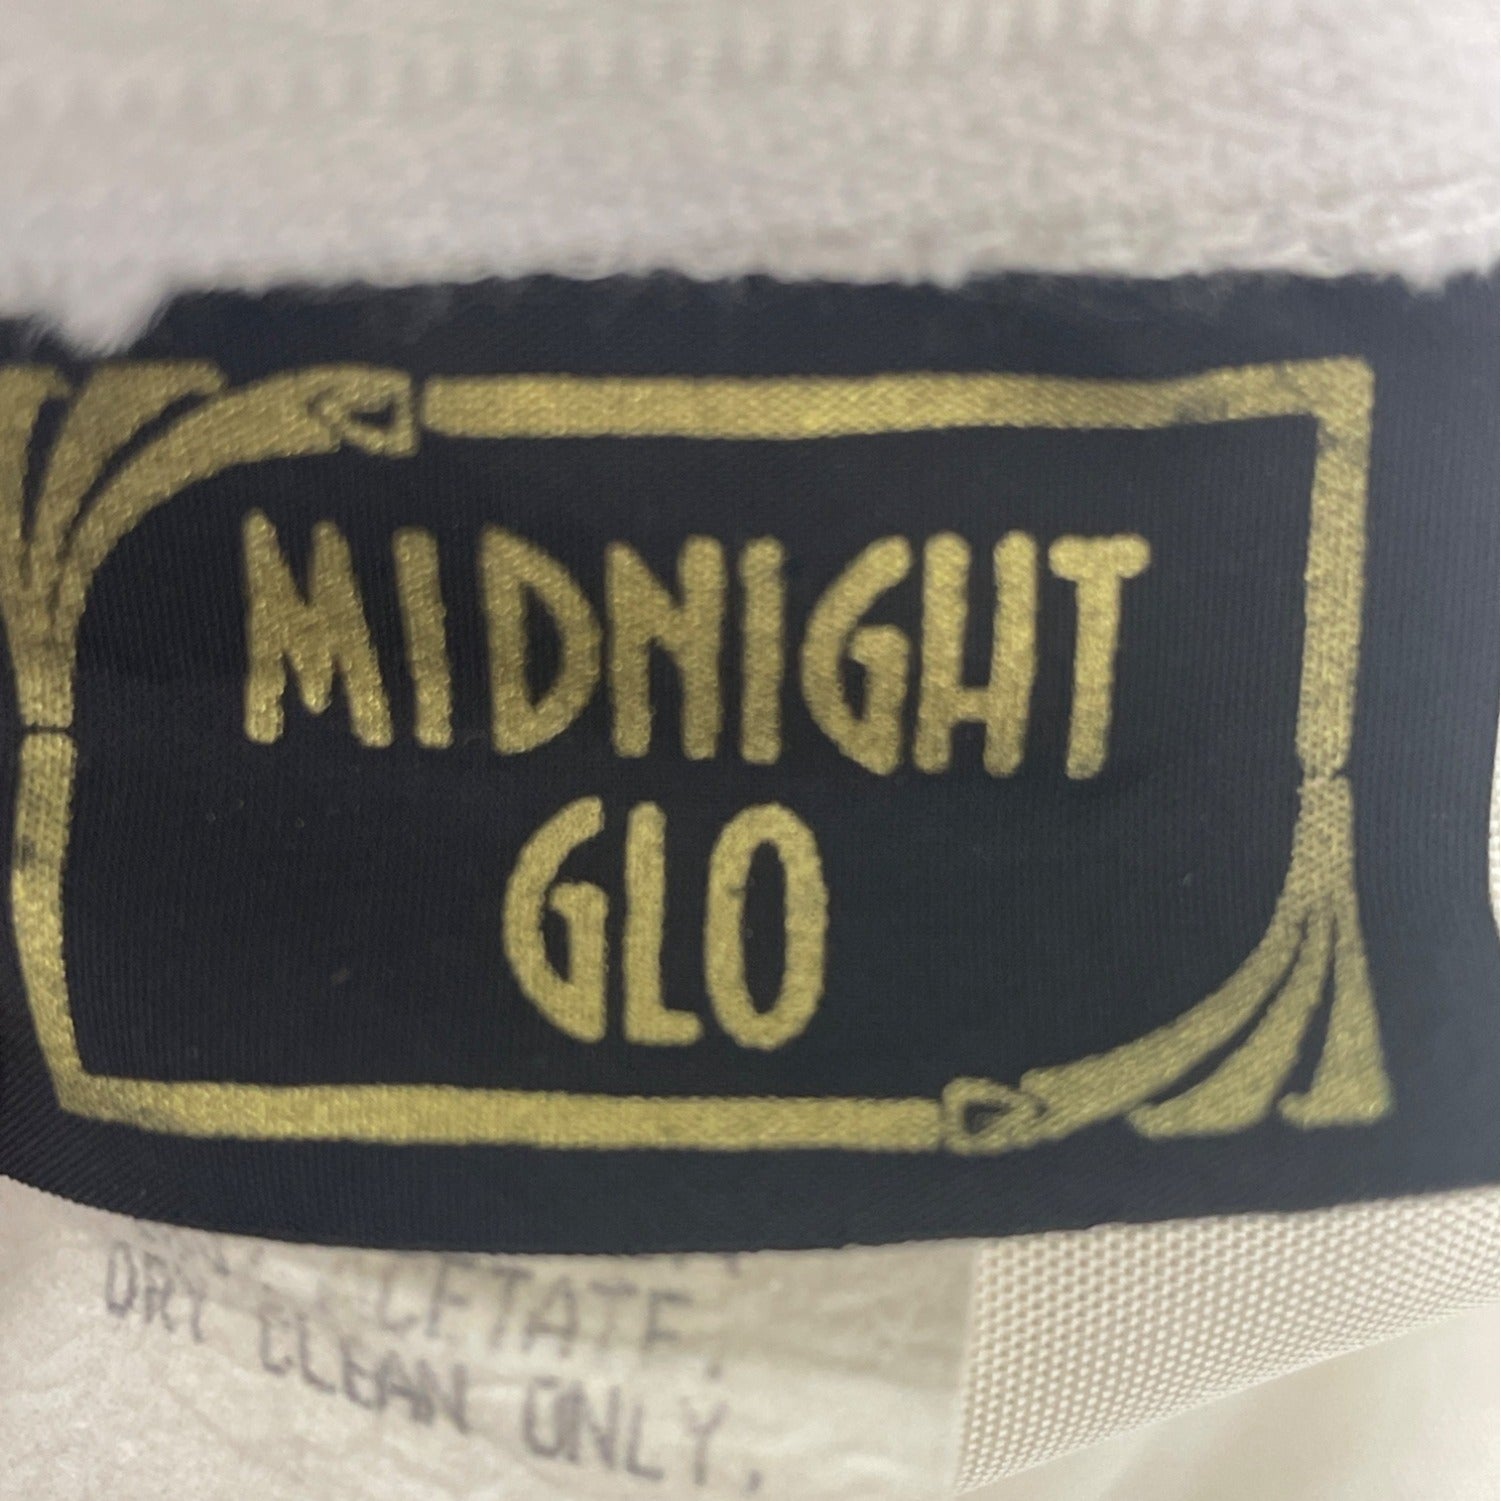 MIDNIGHT
GLO
DRY CLEAN ONLY.